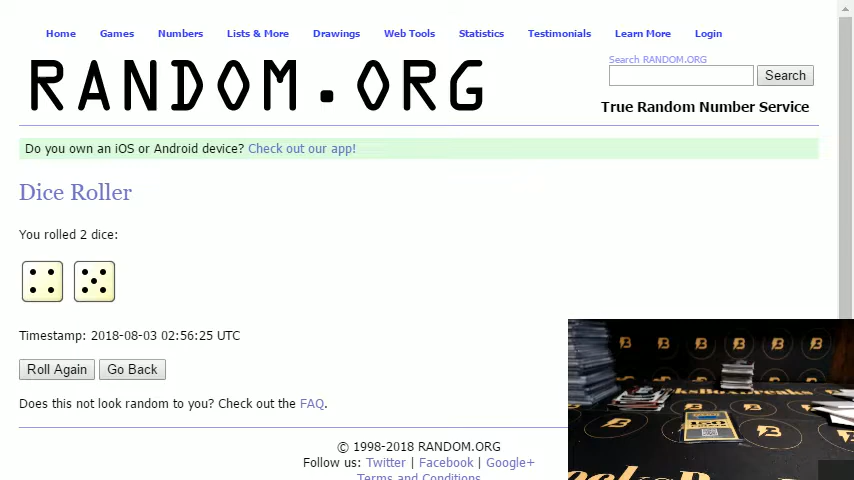 Home Games Numbers Lists & More Drawings Web Tools Statistics Testimonials Learn More Login
RANDOM.ORG
Search RANDOM.ORG
Search
True Random Number Service
Do you own an iOS or Android device? Check out our app!
Dice Roller
You rolled 2 dice:
Timestamp: 2018-08-03 02:56:25 UTC
Roll Again Go Back
Does this not look random to you? Check out the FAQ.
© 1998-2018 RANDOM.ORG
Follow us: Twitter | Facebook | Google+
Terms and Conditions